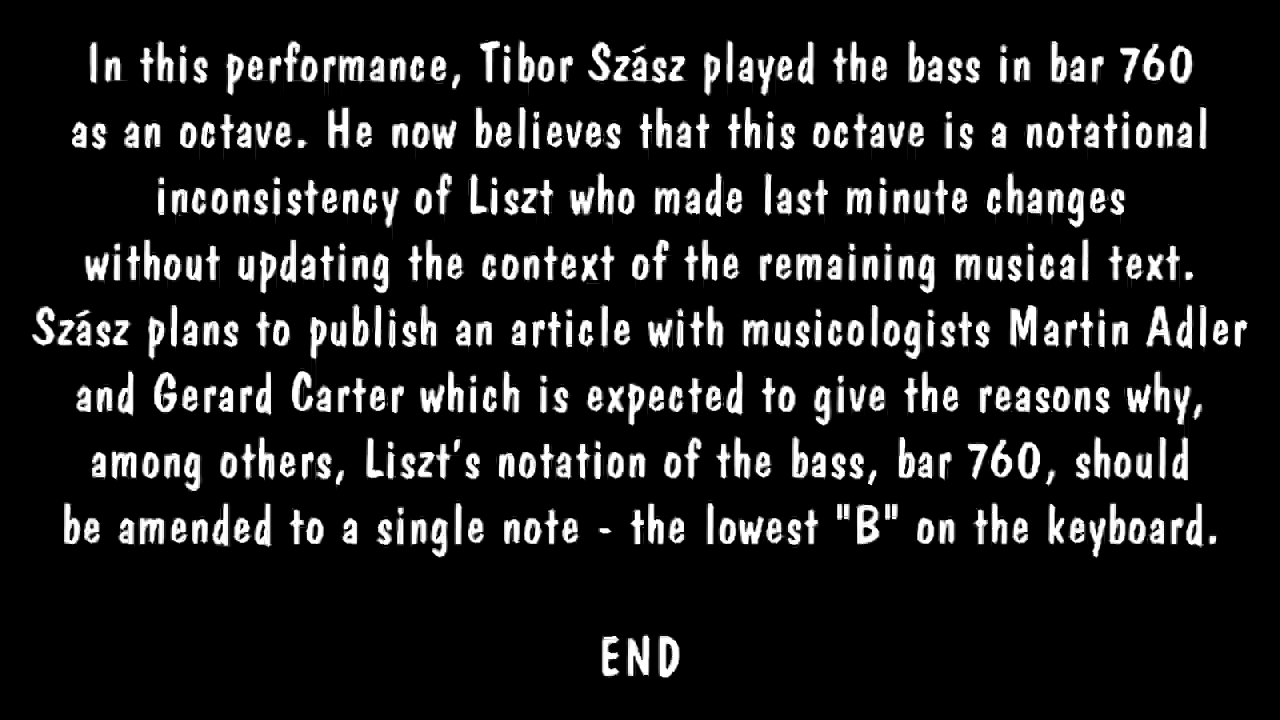 In this performance, Tibor Szász played the bass in bar 760
as an octave. He now believes that this octave is a notational
inconsistency of Liszt who made last minute changes
without updating the context of the remaining musical text.
Szász plans to publish an article with musicologists Martin Adler
and Gerard Carter which is expected to give the reasons why,
among others, Liszt's notation of the bass, bar 760, should
be amended to a single note - the lowest "B" on the keyboard.
END